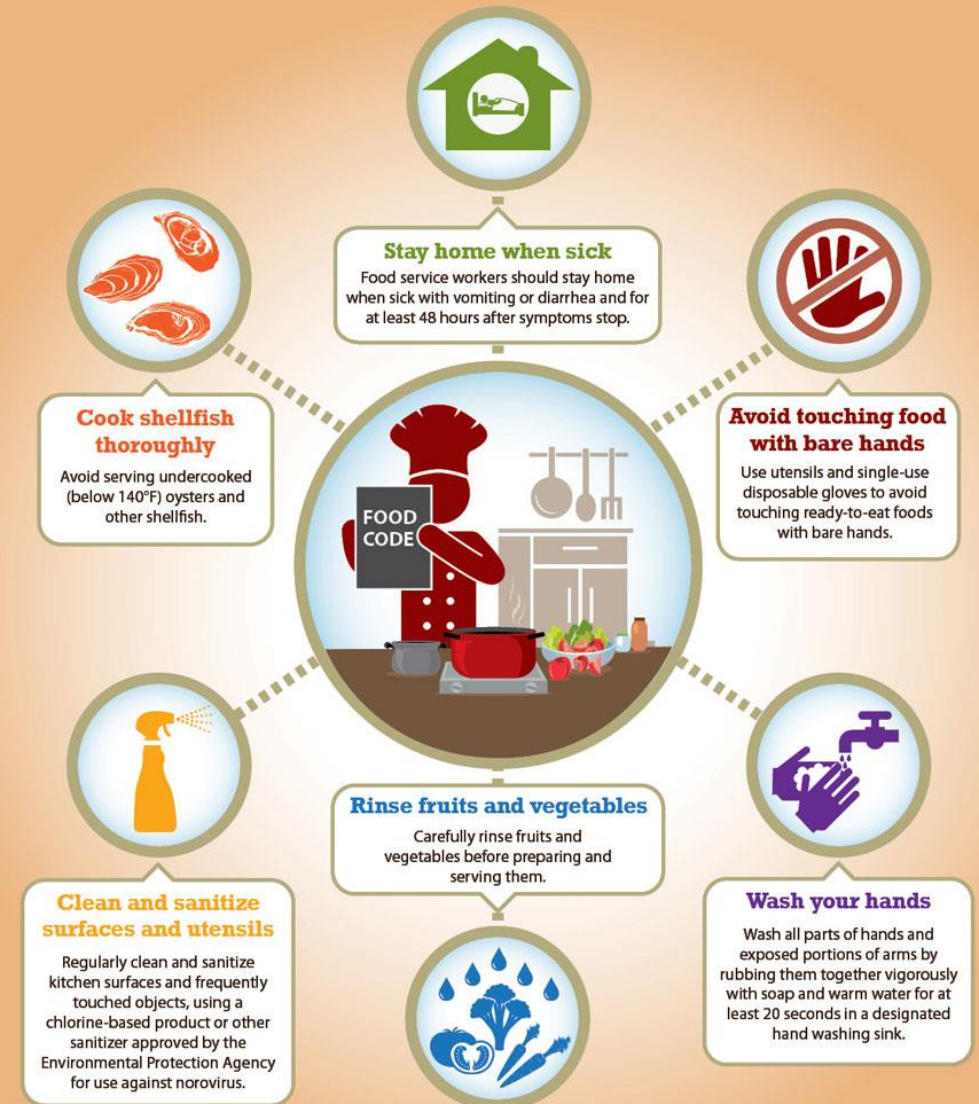 Stay home when sick
Food service workers should stay home
when sick with vomiting or diarrhea and for
at least 48 hours after symptoms stop.
Cook shellfish
thoroughly
Avoid serving undercooked
(below 140°F) oysters and
other shellfish.
Avoid touching food
with bare hands
Use utensils and single-use
disposable gloves to avoid
touching ready-to-eat foods
with bare hands.
FOOD
CODE
Clean and sanitize
surfaces and utensils
Regularly clean and sanitize
kitchen surfaces and frequently
touched objects, using a
chlorine-based product or other
sanitizer approved by the
Environmental Protection Agency
for use against norovirus.
Rinse fruits and vegetables
Carefully rinse fruits and
vegetables before preparing and
serving them.
Wash your hands
Wash all parts of hands and
exposed portions of arms by
rubbing them together vigorously
with soap and warm water for at
least 20 seconds in a designated
hand washing sink.